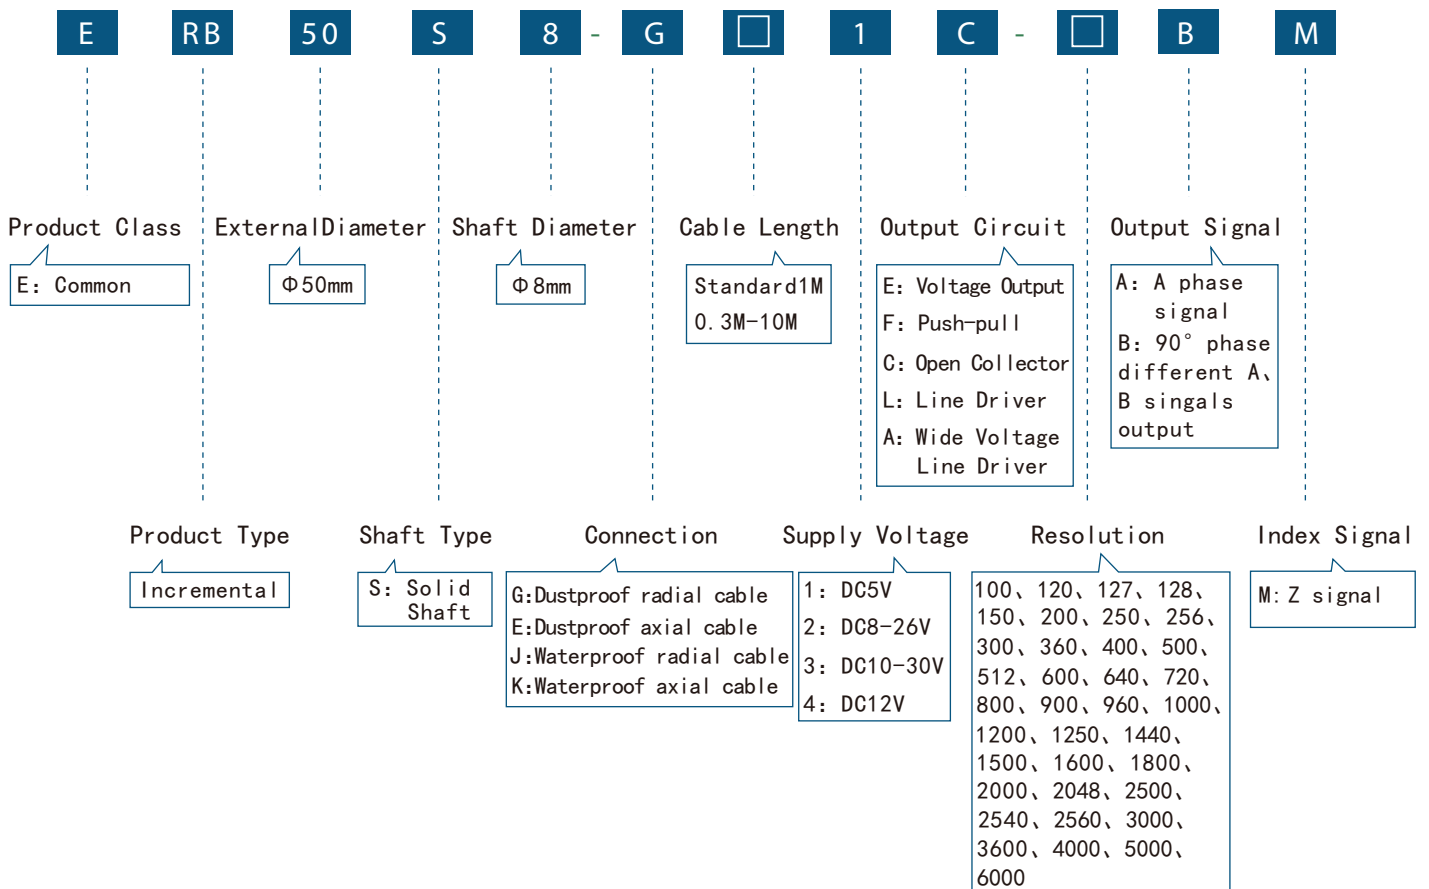 E RB 50 S 8 - G □ 1 C - □ B M
Product Class
E: Common
ExternalDiameter
Φ50mm
Shaft Diameter
Φ8mm
Cable Length
Standard1M
0.3M-10M
Output Circuit
E: Voltage Output
F: Push-pull
C: Open Collector
L: Line Driver
A: Wide Voltage
Line Driver
Output Signal
A: A phase
signal
B: 90° phase
different A、
B singals
output
Product Type
Incremental
Shaft Type
S: Solid
Shaft
Connection
G:Dustproof radial cable
E:Dustproof axial cable
J:Waterproof radial cable
K:Waterproof axial cable
Supply Voltage
1: DC5V
2: DC8-26V
3: DC10-30V
4: DC12V
Resolution
100、120、127、128、
150、200、250、256、
300、360、400、500、
512、600、640、720、
800、900、960、1000、
1200、1250、1440、
1500、1600、1800、
2000、2048、2500、
2540、2560、3000、
3600、4000、5000、
6000
Index Signal
M: Z signal